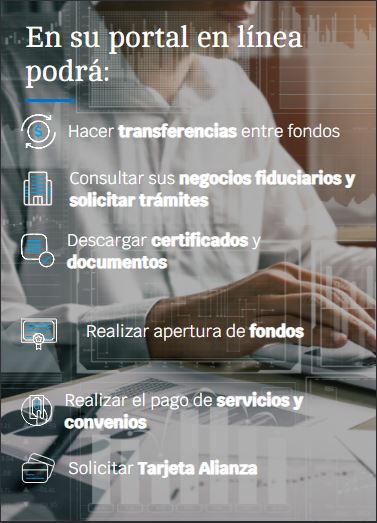 En su portal en línea
podrá:
Hacer transferencias entre fondos
Consultar sus negocios fiduciarios y
solicitar trámites
Descargar certificados y
documentos
Realizar apertura de fondos
Realizar el pago de servicios y
convenios
Solicitar Tarjeta Alianza